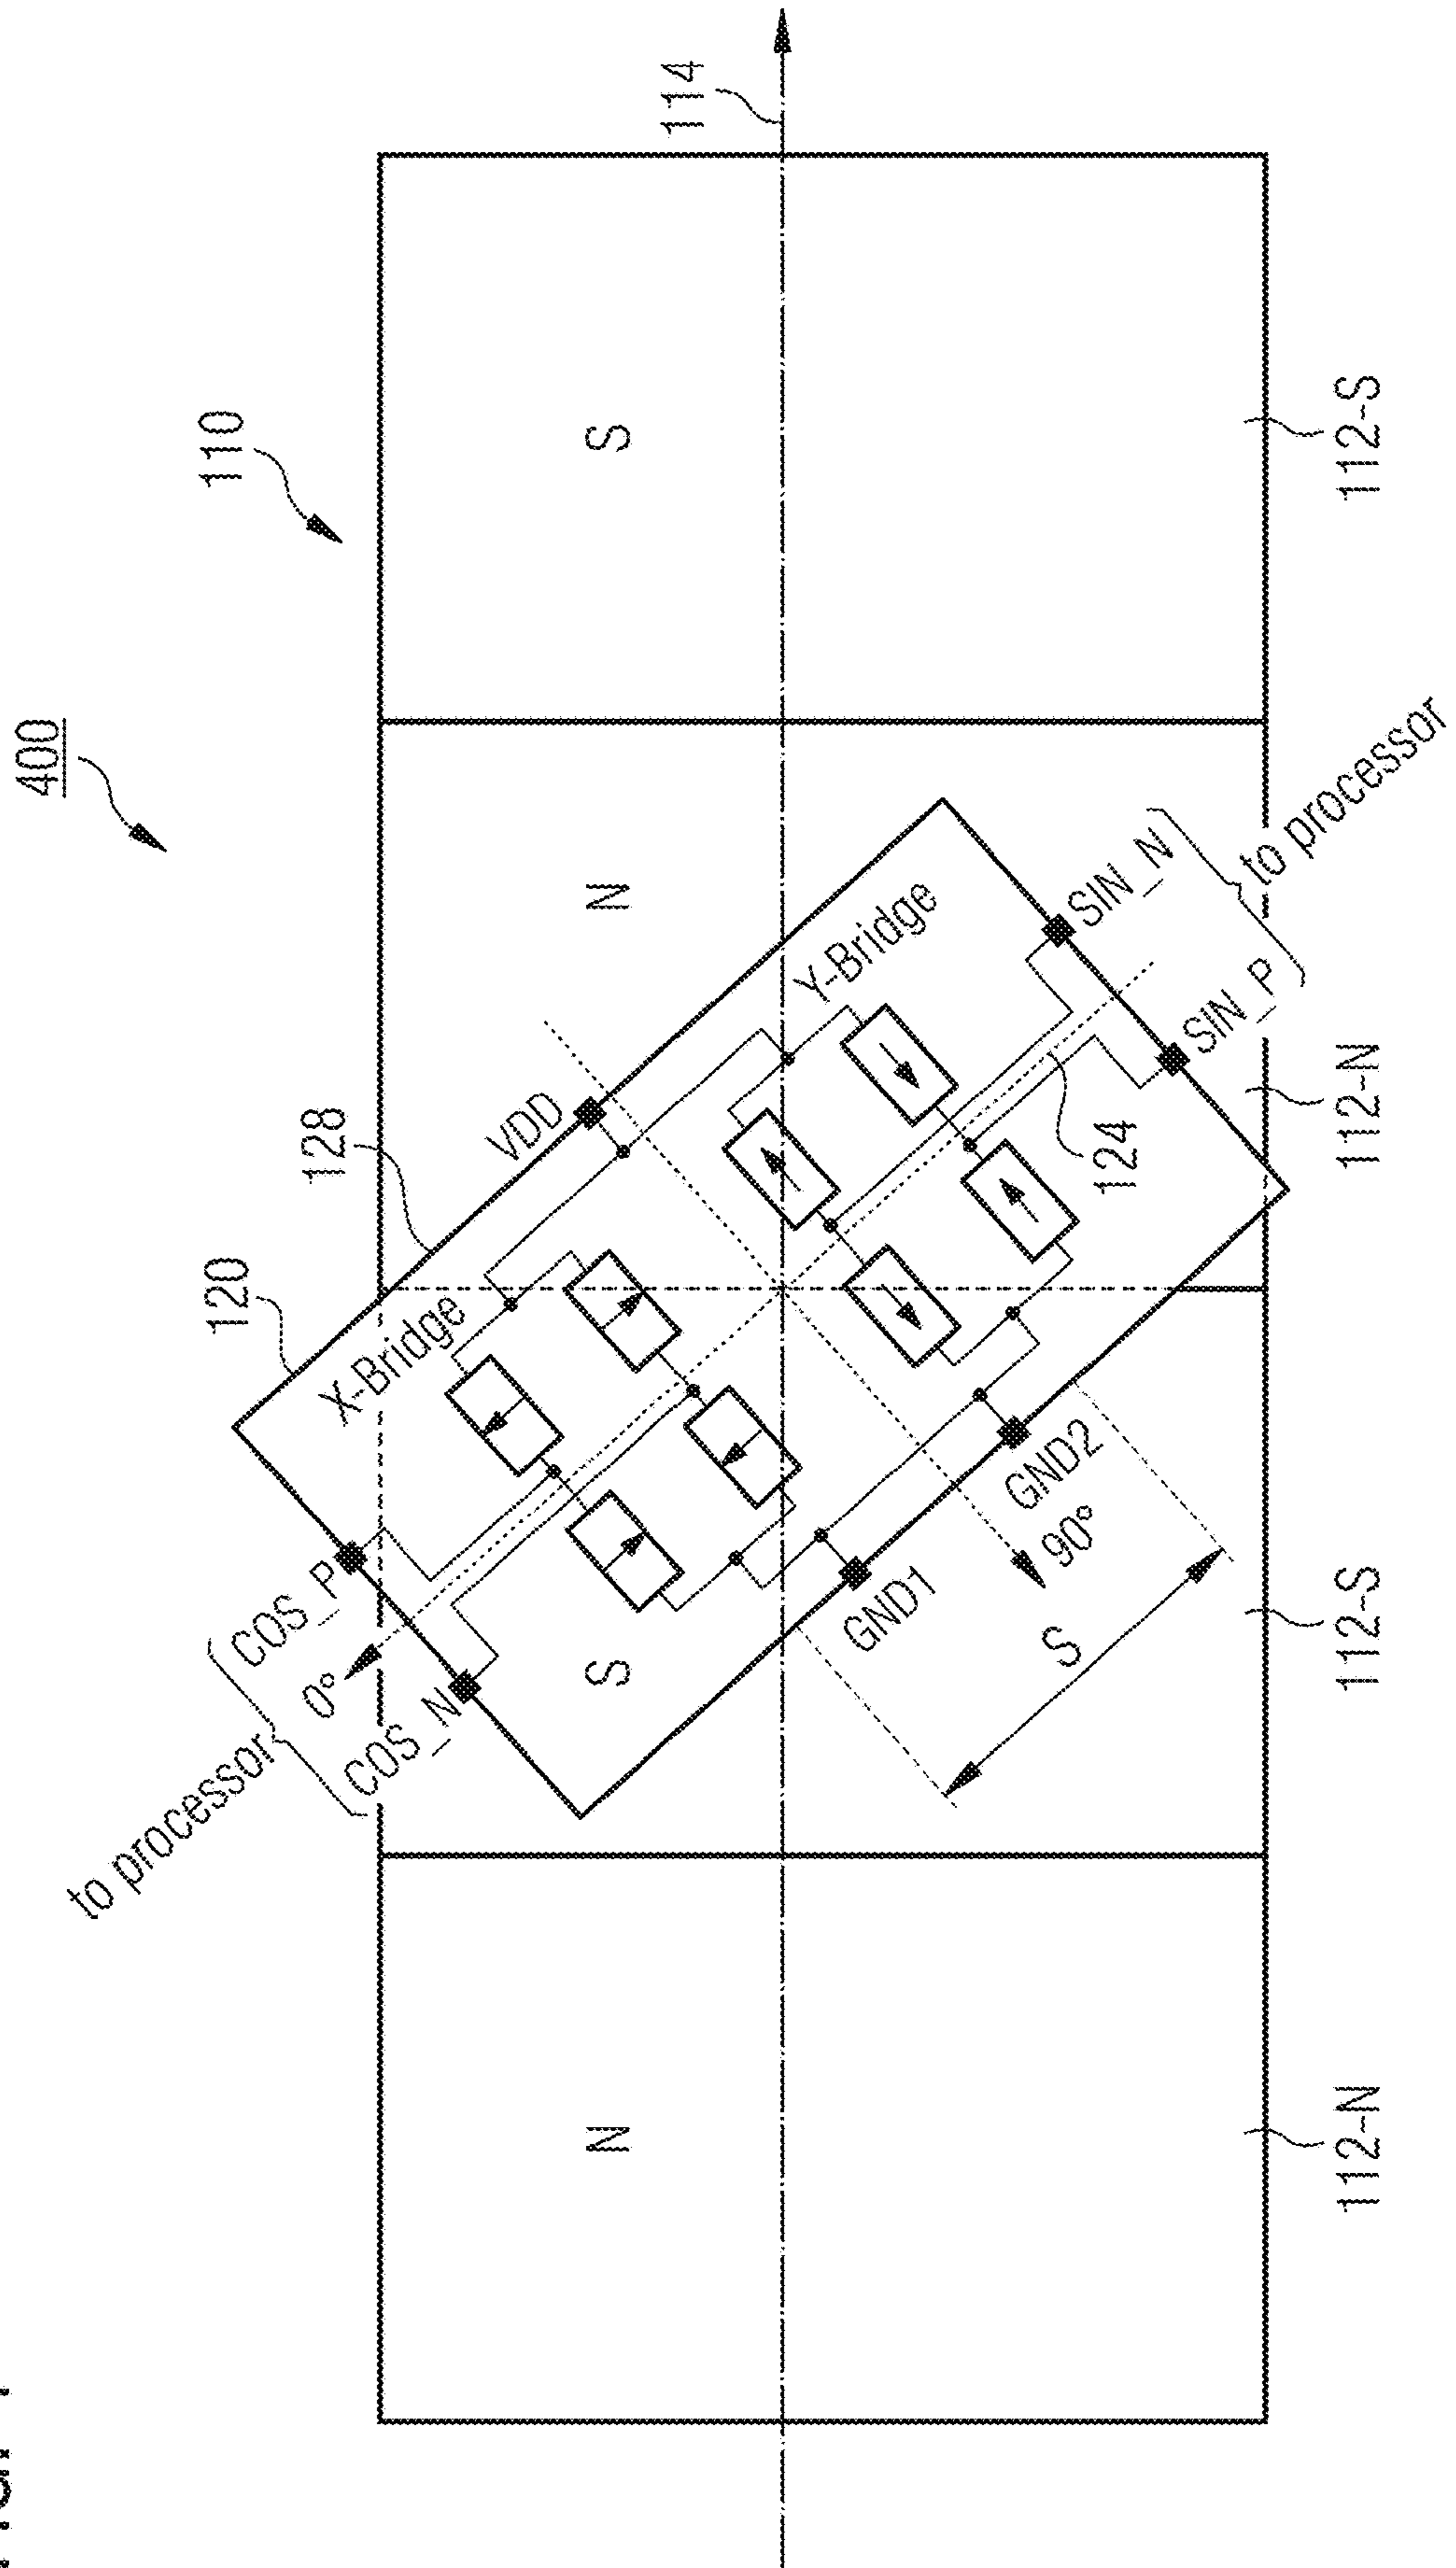 400
110
114
S
N
S
N
112-S
112-N
112-S
112-N
120
128
X-Bridge
Y-Bridge
VDD
COS_P
0°
COS_N
to processor
SIN_N
SIN_P
to processor
124
GND1
GND2
90°
S